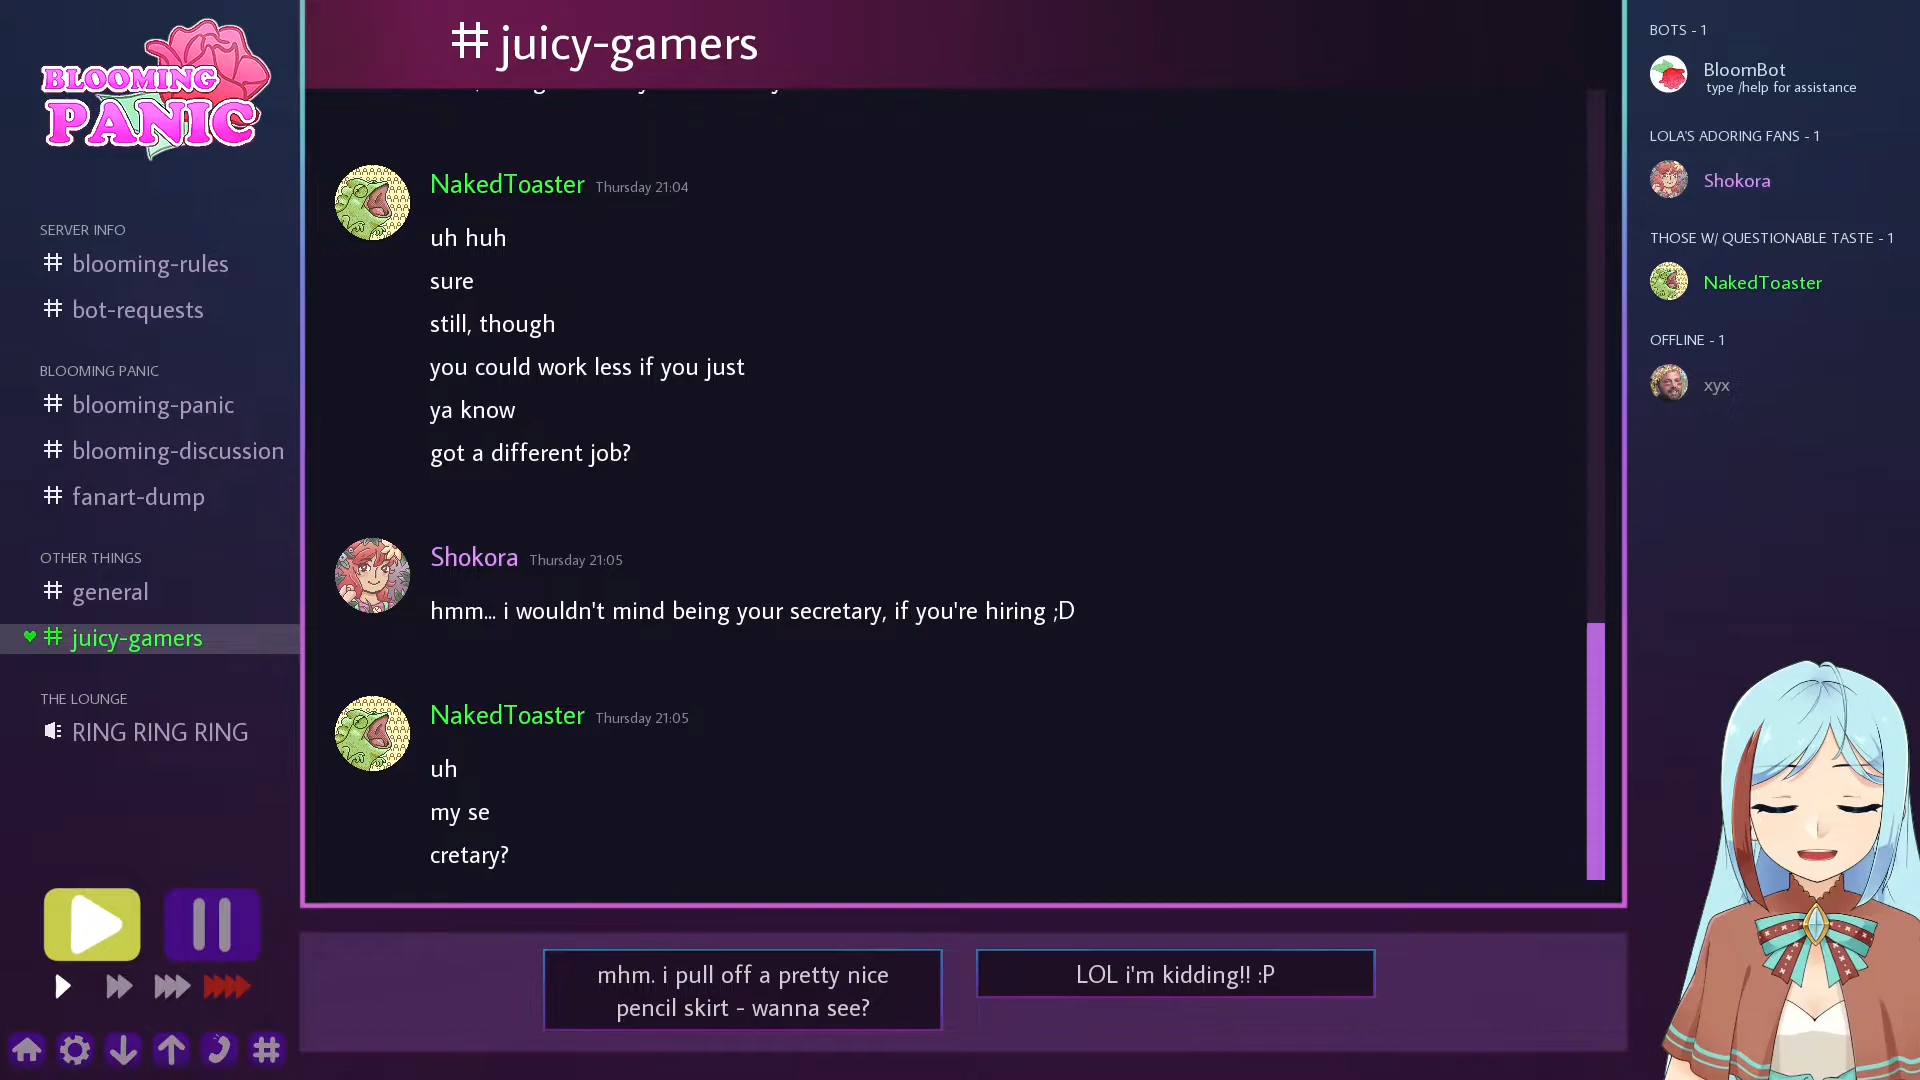 BLOOMING
PANIC
SERVER INFO
# blooming-rules
# bot-requests
BLOOMING PANIC
# blooming-panic
# blooming-discussion
# fanart-dump
OTHER THINGS
# general
# juicy-gamers
THE LOUNGE
RING RING RING
# juicy-gamers
NakedToaster Thursday 21:04
uh huh
sure
still, though
you could work less if you just
ya know
got a different job?
Shokora Thursday 21:05
hmm... i wouldn't mind being your secretary, if you're hiring ;D
NakedToaster Thursday 21:05
uh
my se
cretary?
mhm. i pull off a pretty nice
pencil skirt - wanna see?
LOL i'm kidding!! :P
BOTS - 1
BloomBot
type /help for assistance
LOLA'S ADORING FANS - 1
Shokora
THOSE W/ QUESTIONABLE TASTE - 1
NakedToaster
OFFLINE - 1
xyx